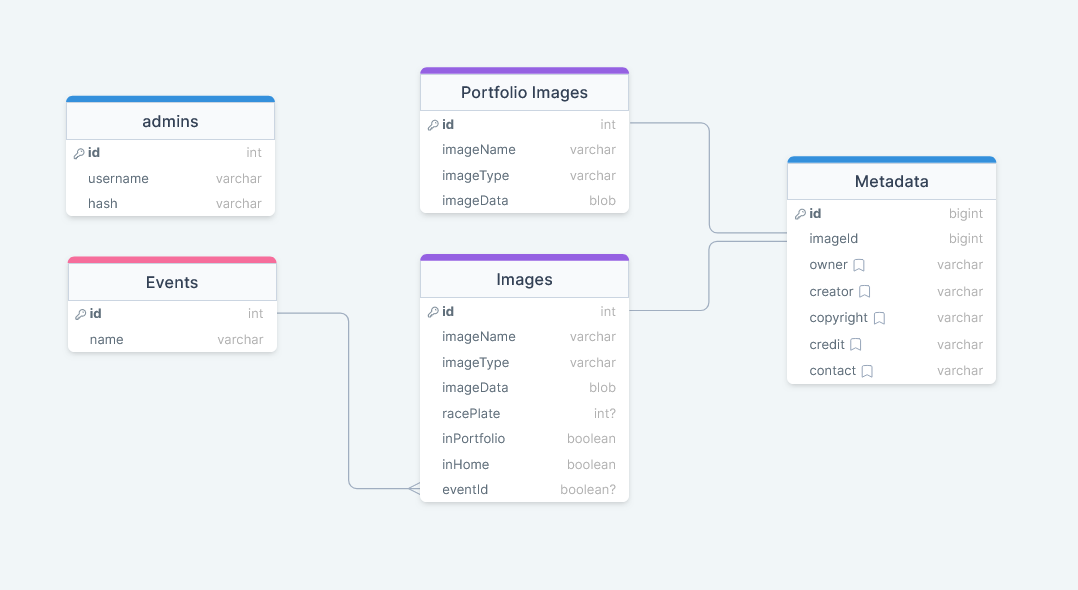 admins
id int
username varchar
hash varchar
Events
id int
name varchar
Portfolio Images
id int
imageName varchar
imageType varchar
imageData blob
Images
id int
imageName varchar
imageType varchar
imageData blob
racePlate int?
inPortfolio boolean
inHome boolean
eventId boolean?
Metadata
id bigint
imageId bigint
owner varchar
creator varchar
copyright varchar
credit varchar
contact varchar